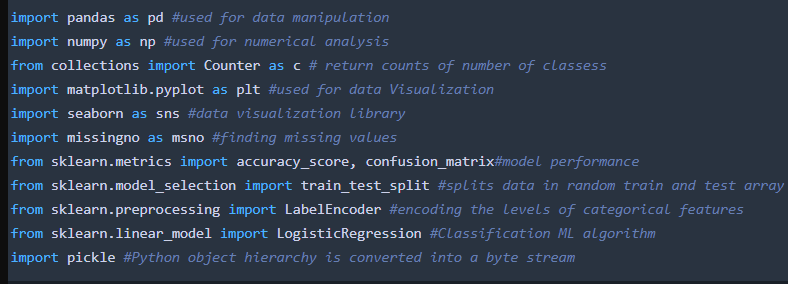 import pandas as pd #used for data manipulation
import numpy as np #used for numerical analysis
from collections import Counter as c # return counts of number of classess
import matplotlib.pyplot as plt #used for data Visualization
import seaborn as sns #data visualization library
import missingno as msno #finding missing values
from sklearn.metrics import accuracy_score, confusion_matrix#model performance
from sklearn.model_selection import train_test_split #splits data in random train and test array
from sklearn.preprocessing import LabelEncoder #encoding the levels of categorical features
from sklearn.linear_model import LogisticRegression #Classification ML algorithm
import pickle #Python object hierarchy is converted into a byte stream